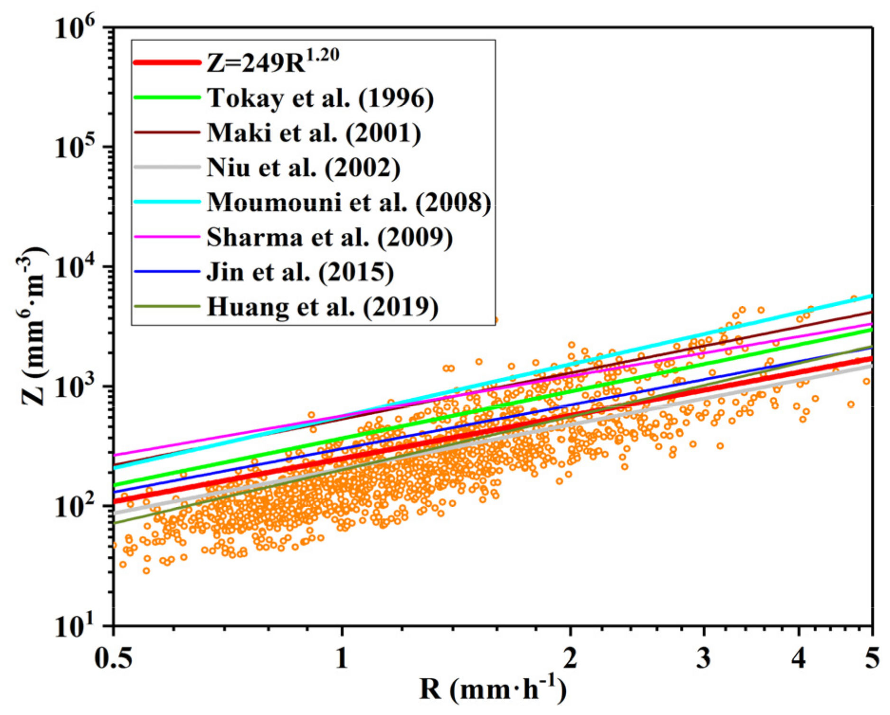 10⁶
10⁵
10⁴
10³
10²
10¹
Z (mm⁶·m⁻³)
Z=249R¹·²⁰
Tokay et al. (1996)
Maki et al. (2001)
Niu et al. (2002)
Moumouni et al. (2008)
Sharma et al. (2009)
Jin et al. (2015)
Huang et al. (2019)
0.5 1 2 3 4 5
R (mm·h⁻¹)